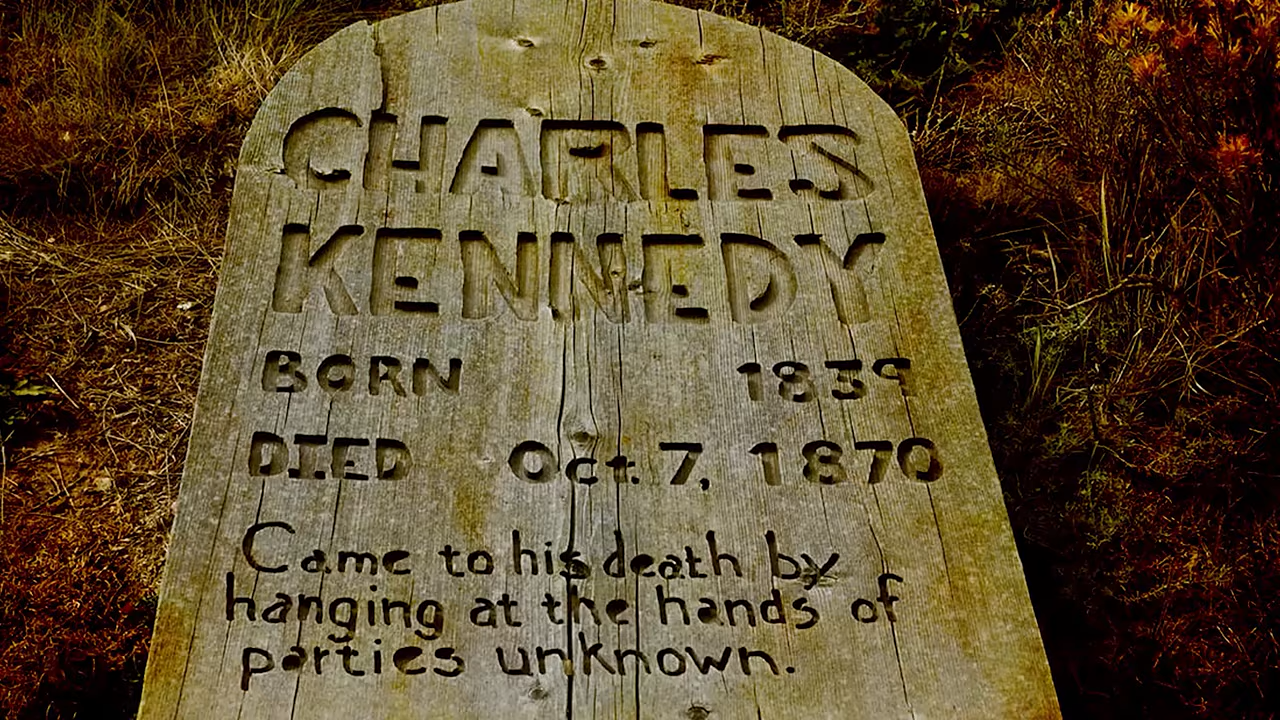 CHARLES
KENNEDY
BORN 1839
DIED Oct. 7, 1870
Came to his death by
hanging at the hands of
parties unknown.